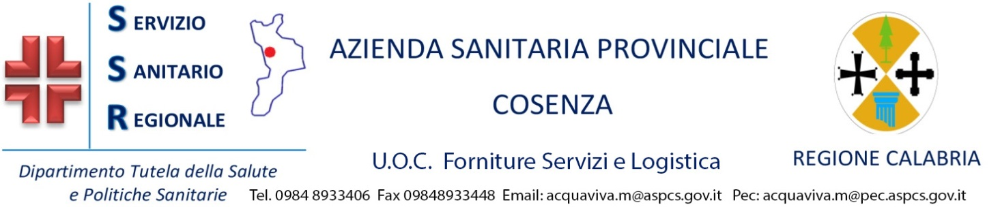 SERVIZIO
SANITARIO
REGIONALE
Dipartimento Tutela della Salute
e Politiche Sanitarie
AZIENDA SANITARIA PROVINCIALE
COSENZA
U.O.C. Forniture Servizi e Logistica
Tel. 0984 8933406 Fax 09848933448 Email: acquaviva.m@aspcs.gov.it Pec: acquaviva.m@pec.aspcs.gov.it
REGIONE CALABRIA